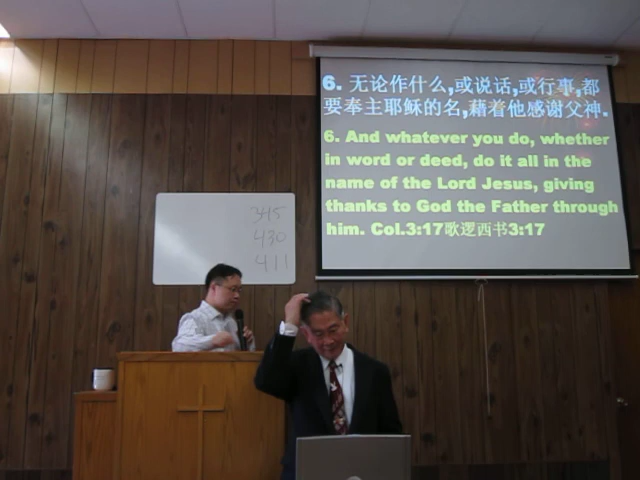 6. 无论作什么,或说话,或行事,都
要奉主耶稣的名,藉着他感谢父神.
6. And whatever you do, whether
in word or deed, do it all in the
name of the Lord Jesus, giving
thanks to God the Father through
him. Col.3:17歌逻西书3:17
345
430
411